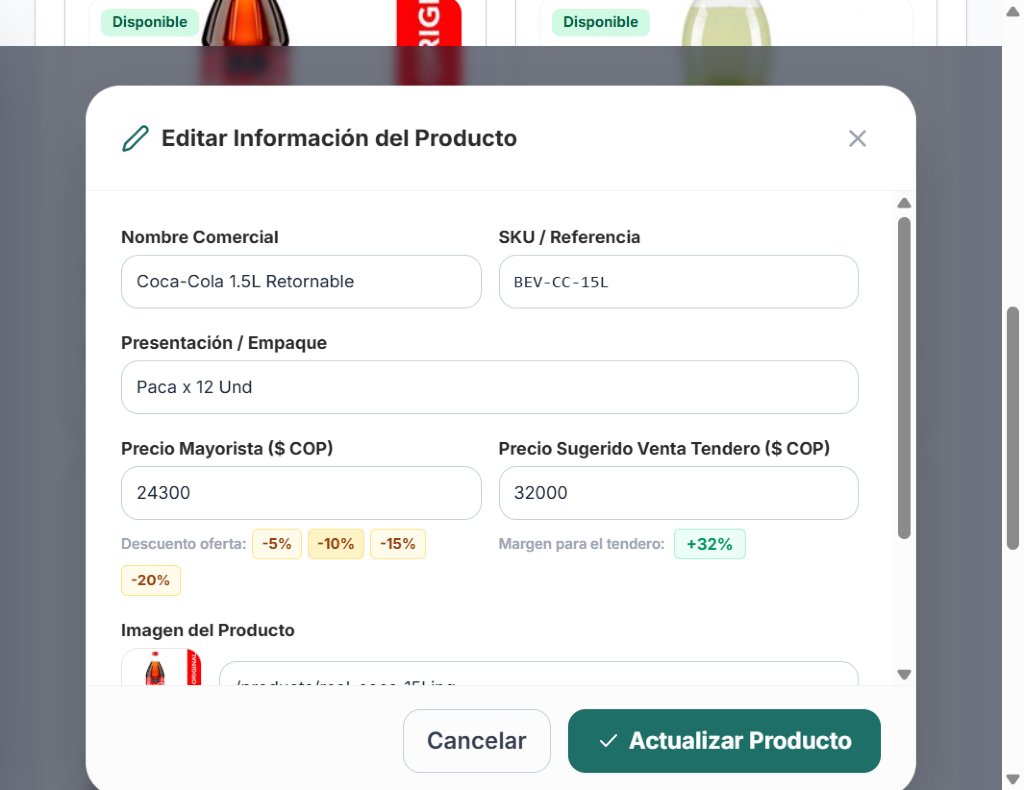 Disponible
Disponible
Editar Información del Producto
Nombre Comercial
SKU / Referencia
Coca-Cola 1.5L Retornable
BEV-CC-15L
Presentación / Empaque
Paca x 12 Und
Precio Mayorista ($ COP)
Precio Sugerido Venta Tendero ($ COP)
24300
32000
Descuento oferta: -5% -10% -15%
-20%
Margen para el tendero: +32%
Imagen del Producto
ORIGINAL
Cancelar
Actualizar Producto